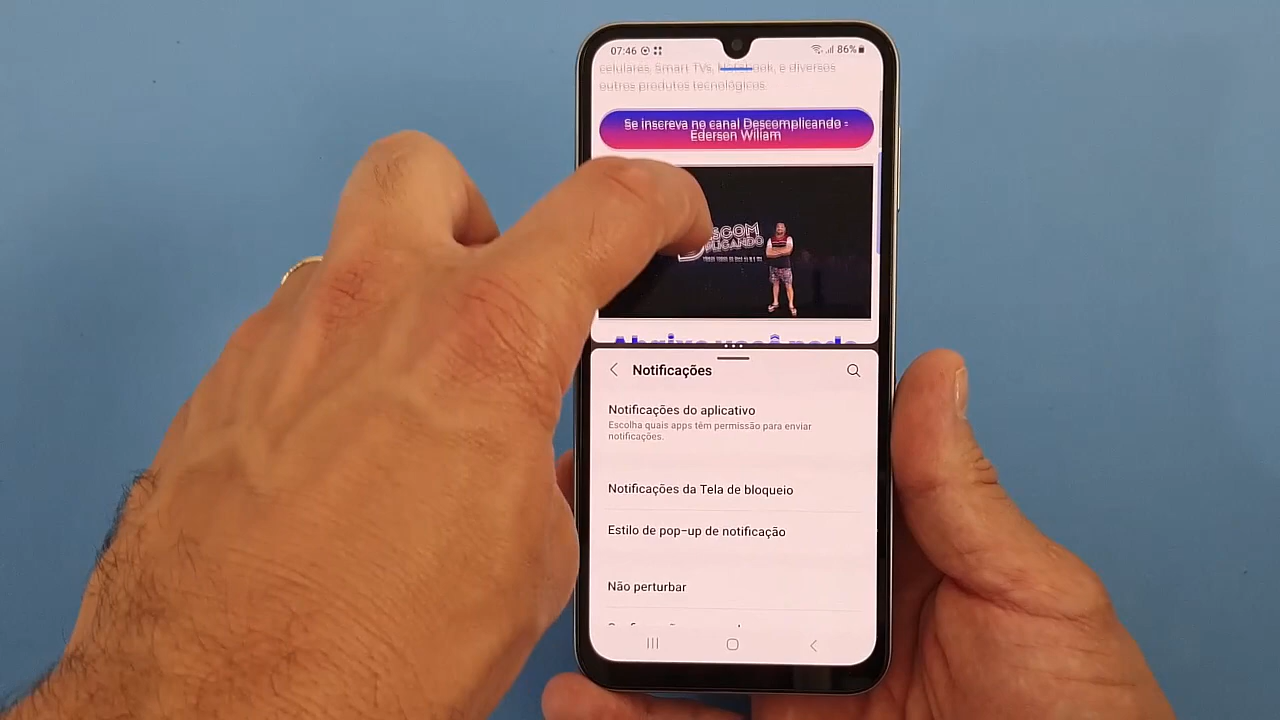 07:46
86%
celulares, Smart TVs, Notebook, e diversos
outros produtos tecnológicos.
Se inscreva no canal Descomplicando -
Ederson Wiliam
Notificações
Notificações do aplicativo
Escolha quais apps têm permissão para enviar
notificações.
Notificações da Tela de bloqueio
Estilo de pop-up de notificação
Não perturbar